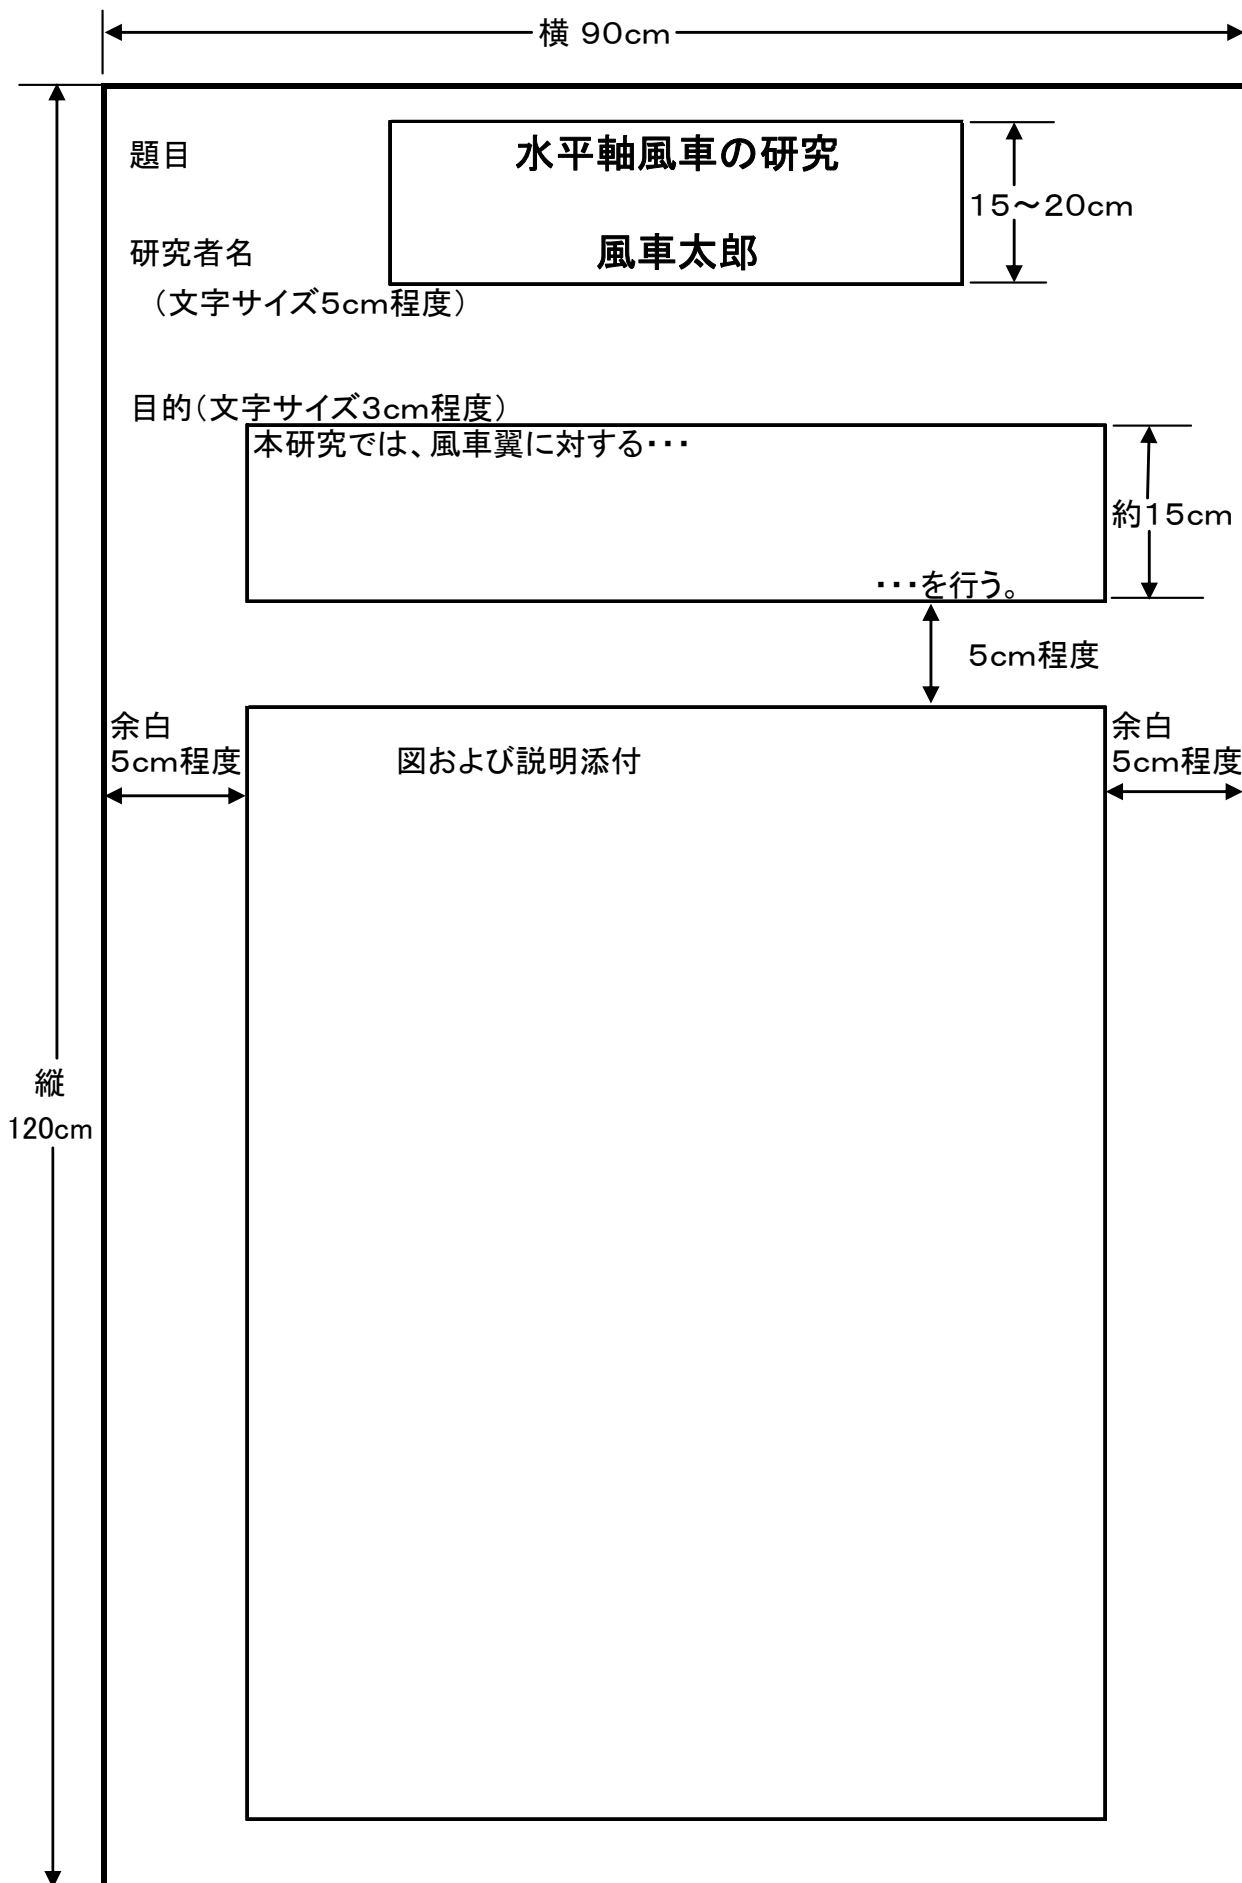 横 90cm
題目
水平軸風車の研究
15～20cm
研究者名
風車太郎
（文字サイズ5cm程度）
目的（文字サイズ3cm程度）
本研究では、風車翼に対する・・・
約15cm
・・・を行う。
5cm程度
余白
5cm程度
図および説明添付
余白
5cm程度
縦
120cm